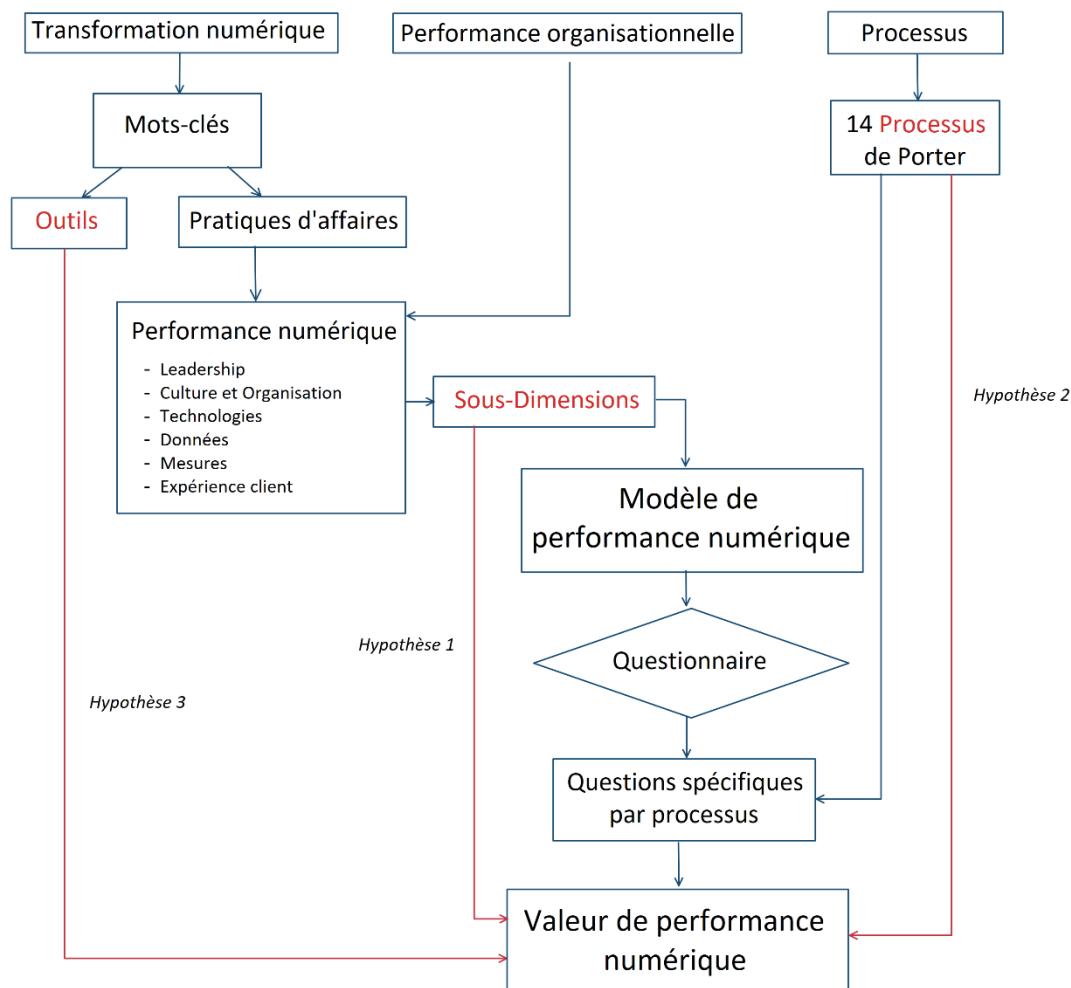 Transformation numérique
Performance organisationnelle
Processus
Mots-clés
14 Processus
de Porter
Outils
Pratiques d'affaires
Performance numérique
- Leadership
- Culture et Organisation
- Technologies
- Données
- Mesures
- Expérience client
Sous-Dimensions
Hypothèse 2
Modèle de
performance numérique
Hypothèse 1
Questionnaire
Hypothèse 3
Questions spécifiques
par processus
Valeur de performance
numérique